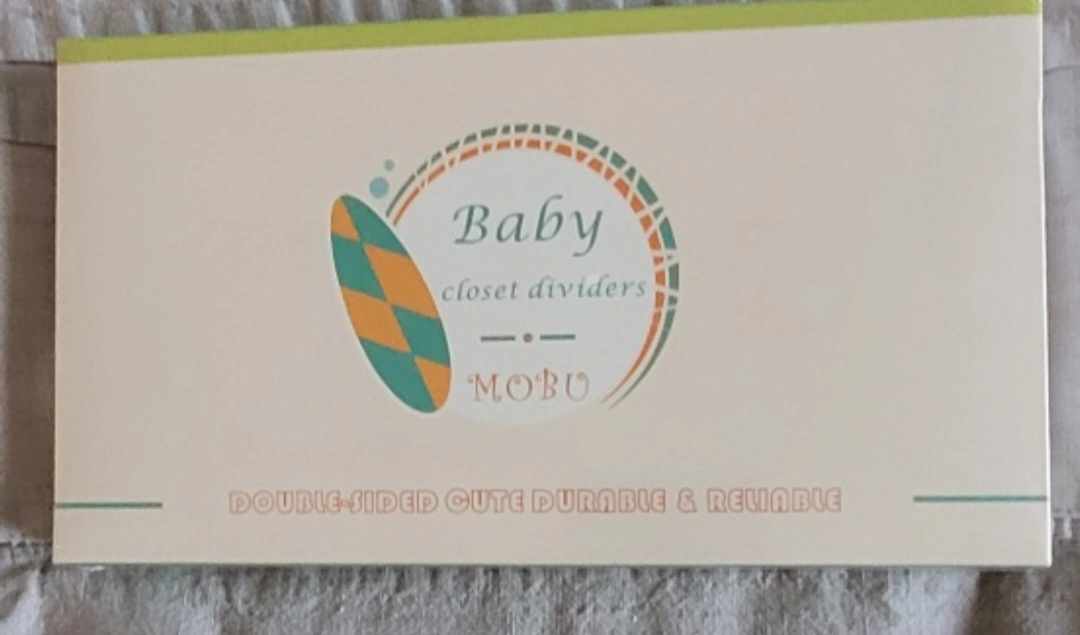 Baby
closet dividers
MOBU
DOUBLE-SIDED CUTE DURABLE & RELIABLE